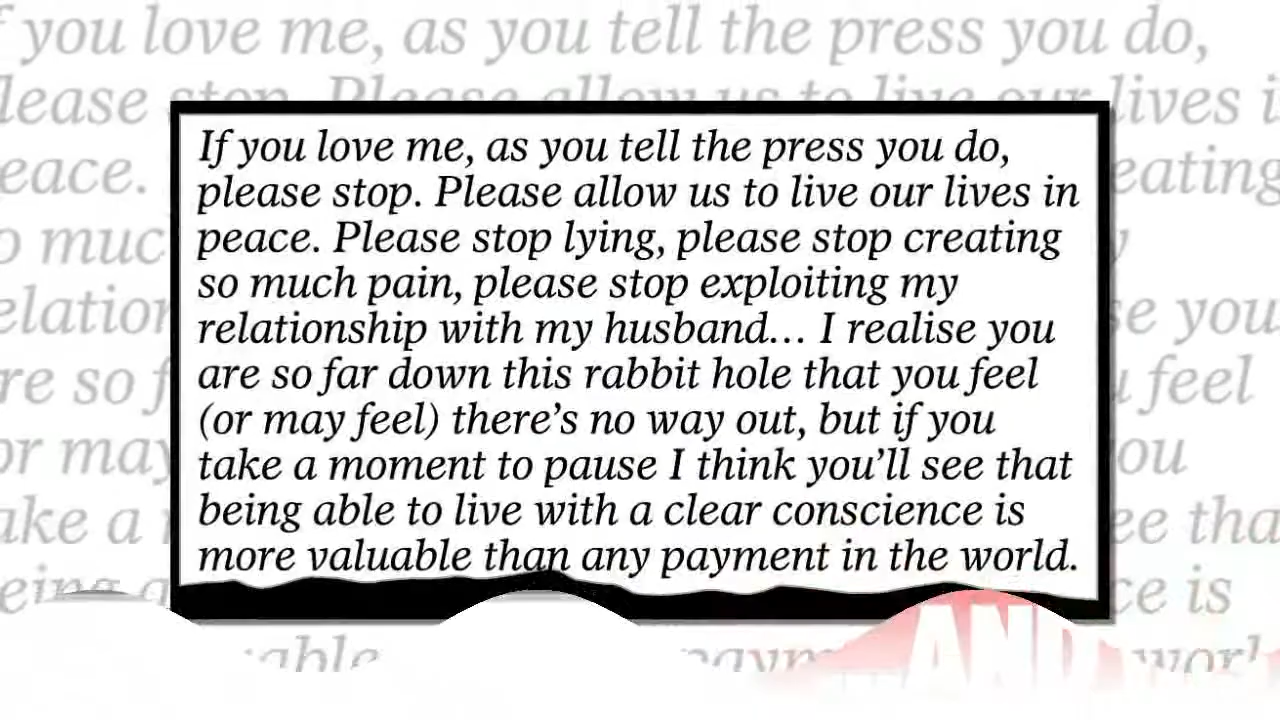 If you love me, as you tell the press you do,
please stop. Please allow us to live our lives in
peace. Please stop lying, please stop creating
so much pain, please stop exploiting my
relationship with my husband… I realise you
are so far down this rabbit hole that you feel
(or may feel) there’s no way out, but if you
take a moment to pause I think you’ll see that
being able to live with a clear conscience is
more valuable than any payment in the world.
AND